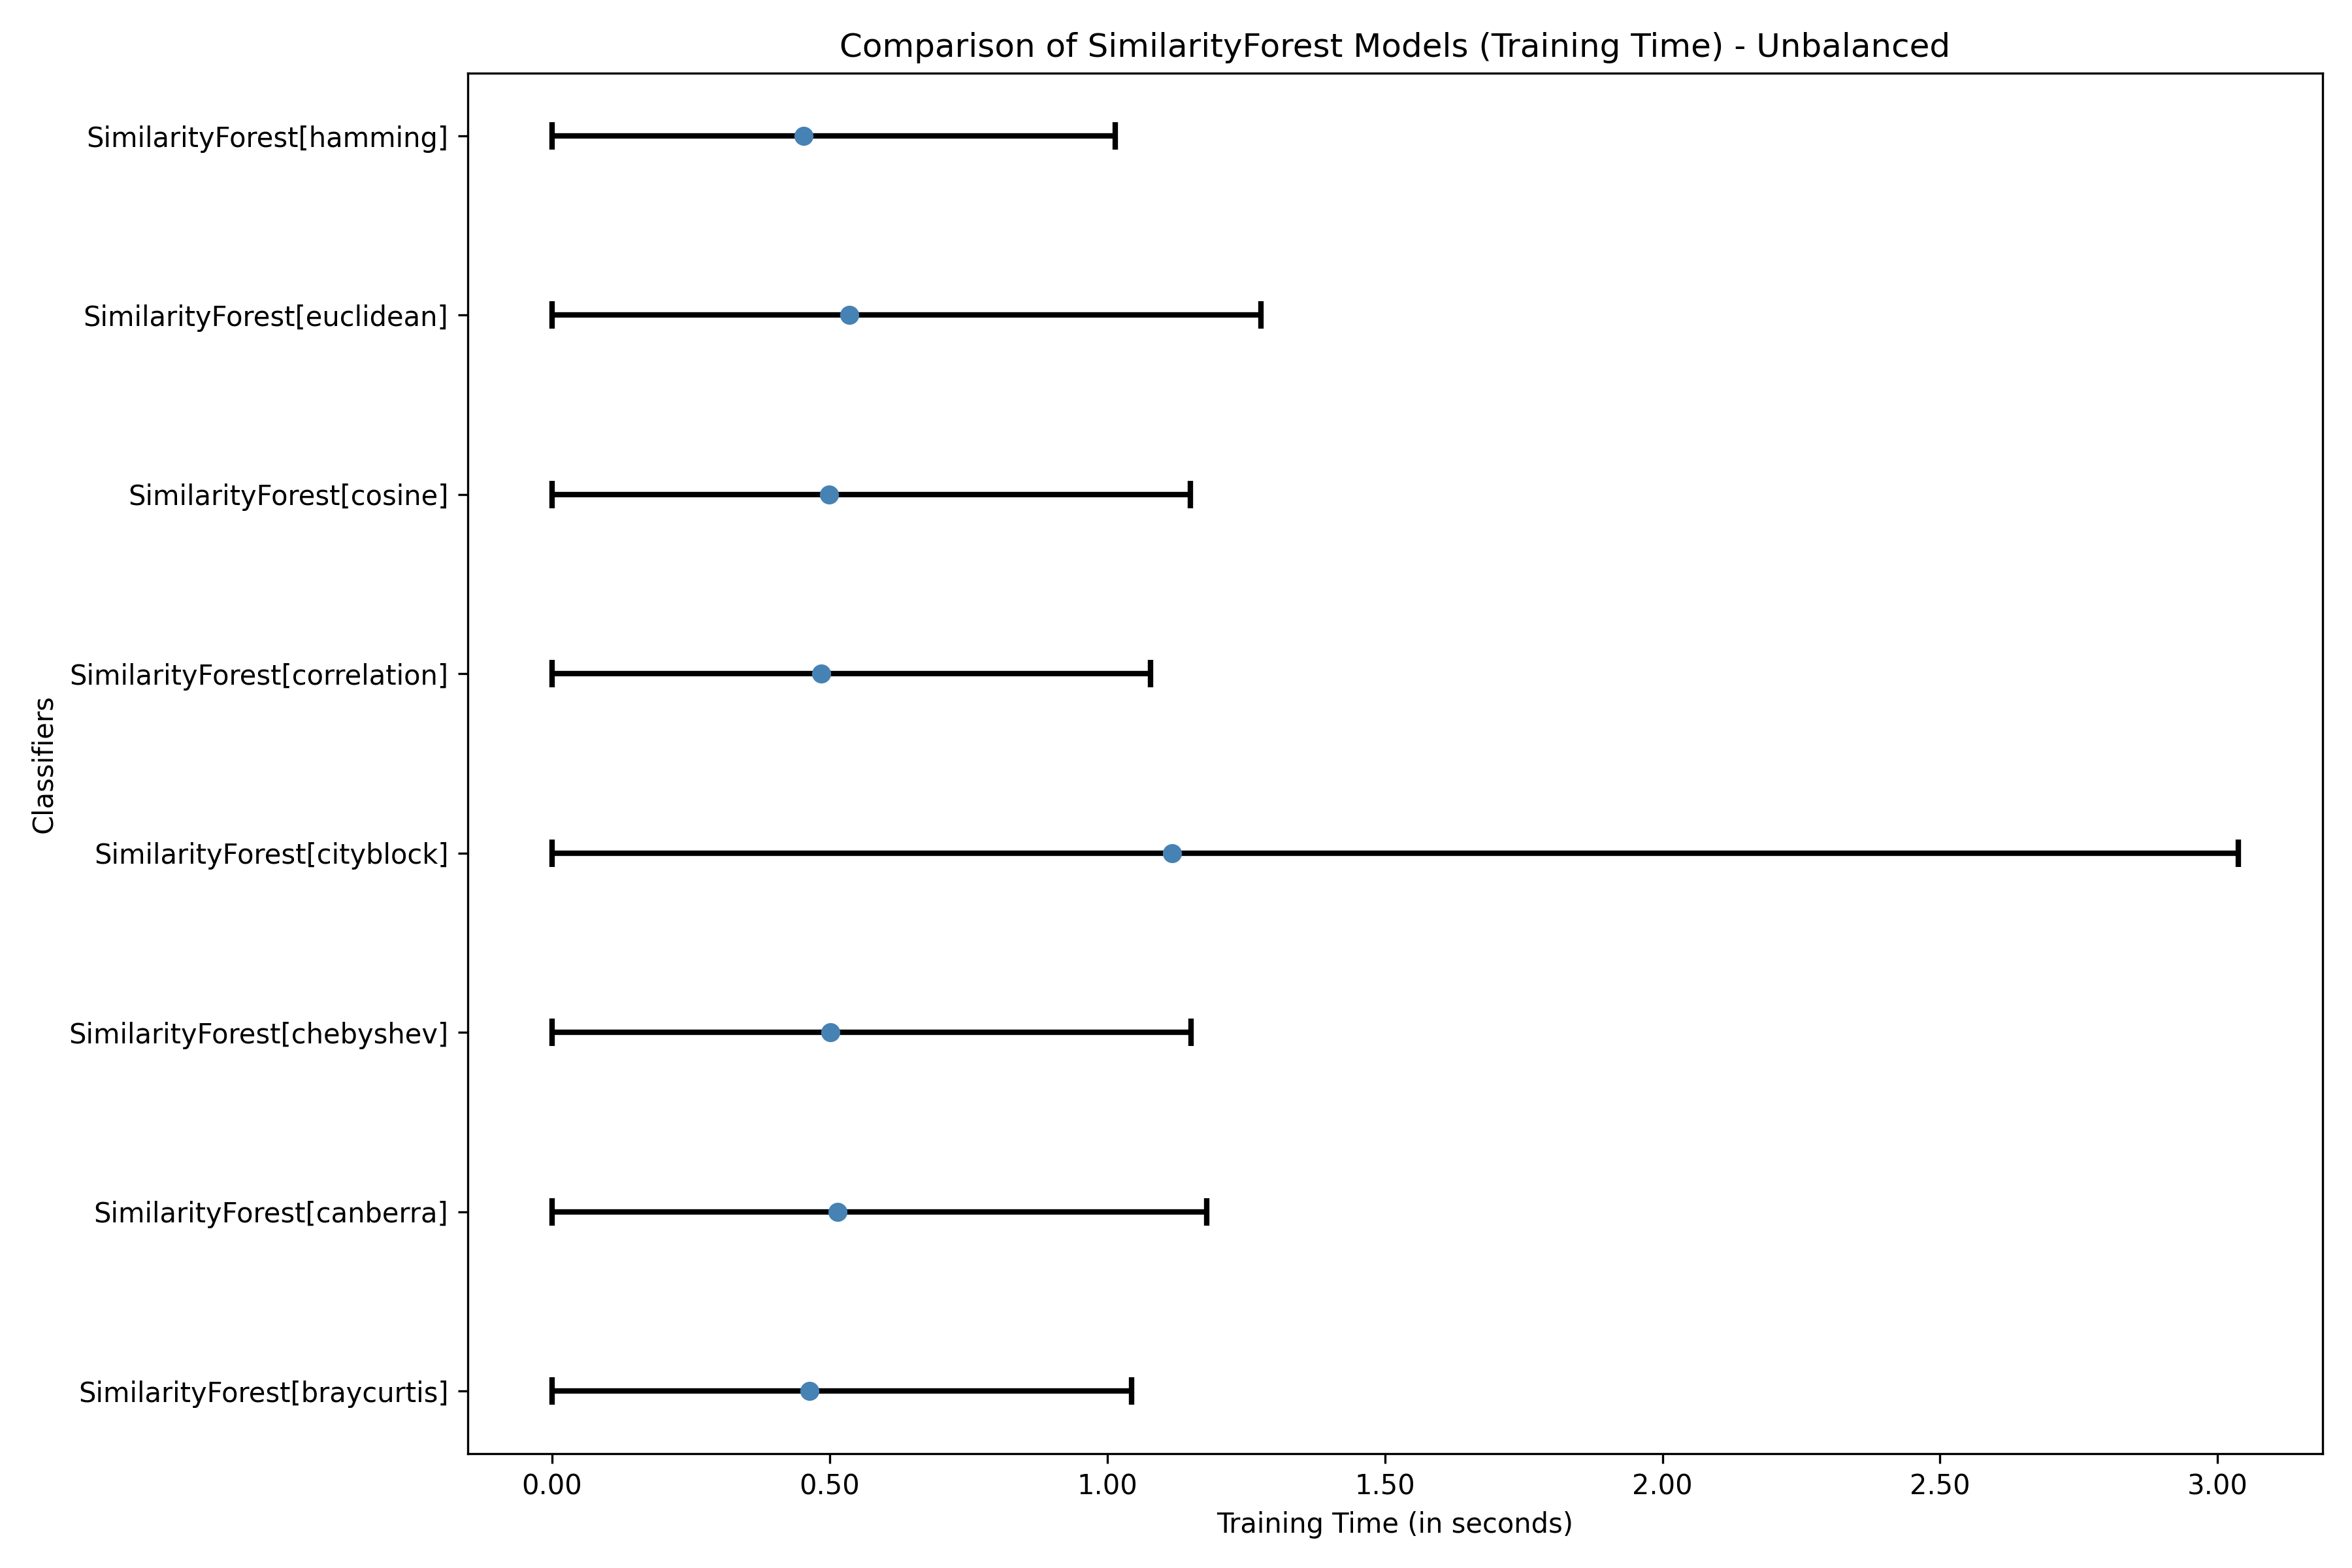 Comparison of SimilarityForest Models (Training Time) - Unbalanced
SimilarityForest[hamming]
SimilarityForest[euclidean]
SimilarityForest[cosine]
SimilarityForest[correlation]
SimilarityForest[cityblock]
SimilarityForest[chebyshev]
SimilarityForest[canberra]
SimilarityForest[braycurtis]
Classifiers
0.00 0.50 1.00 1.50 2.00 2.50 3.00
Training Time (in seconds)